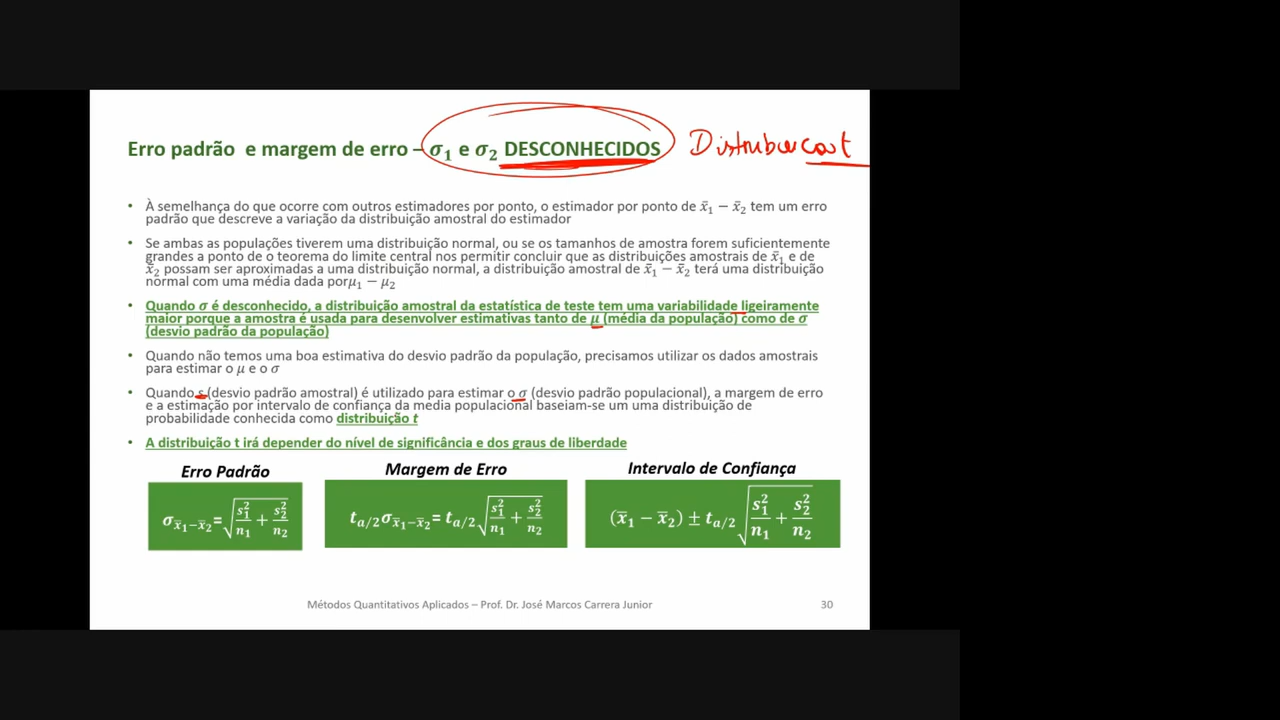 Erro padrão e margem de erro – σ₁ e σ₂ DESCONHECIDOS
• À semelhança do que ocorre com outros estimadores por ponto, o estimador por ponto de x̄₁ − x̄₂ tem um erro
padrão que descreve a variação da distribuição amostral do estimador
• Se ambas as populações tiverem uma distribuição normal, ou se os tamanhos de amostra forem suficientemente
grandes a ponto de o teorema do limite central nos permitir concluir que as distribuições amostrais de x̄₁ e de
x̄₂ possam ser aproximadas a uma distribuição normal, a distribuição amostral de x̄₁ − x̄₂ terá uma distribuição
normal com uma média dada porμ₁ − μ₂
• Quando σ é desconhecido, a distribuição amostral da estatística de teste tem uma variabilidade ligeiramente
maior porque a amostra é usada para desenvolver estimativas tanto de μ (média da população) como de σ
(desvio padrão da população)
• Quando não temos uma boa estimativa do desvio padrão da população, precisamos utilizar os dados amostrais
para estimar o μ e o σ
• Quando s (desvio padrão amostral) é utilizado para estimar o σ (desvio padrão populacional), a margem de erro
e a estimação por intervalo de confiança da media populacional baseiam-se um uma distribuição de
probabilidade conhecida como distribuição t
• A distribuição t irá depender do nível de significância e dos graus de liberdade
Erro Padrão Margem de Erro Intervalo de Confiança
σx̄₁−x̄₂=√(s₁²/n₁ + s₂²/n₂) tα/2σx̄₁−x̄₂= tα/2√(s₁²/n₁ + s₂²/n₂) (x̄₁ − x̄₂) ± tα/2√(s₁²/n₁ + s₂²/n₂)
Métodos Quantitativos Aplicados – Prof. Dr. José Marcos Carrera Junior 30